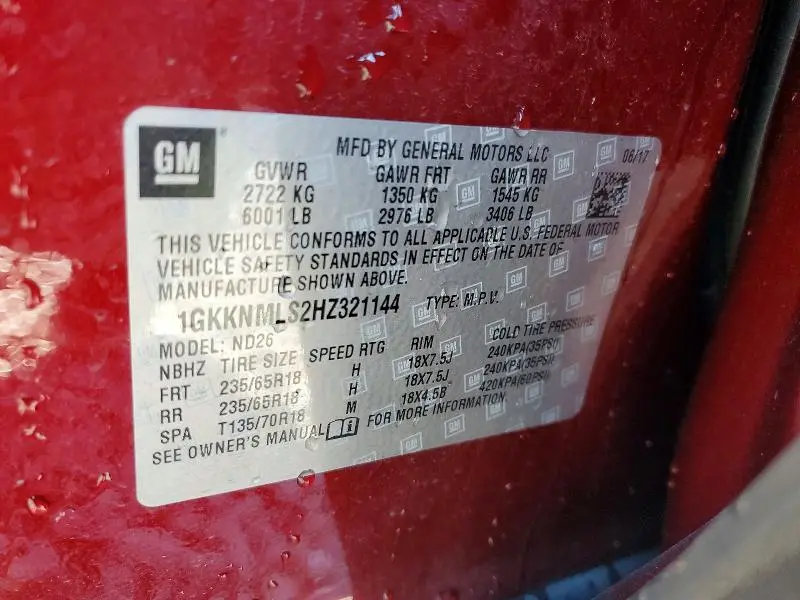 GM
MFD BY GENERAL MOTORS LLC 06/17
GVWR GAWR FRT GAWR RR
2722 KG 1350 KG 1545 KG
6001 LB 2976 LB 3406 LB
THIS VEHICLE CONFORMS TO ALL APPLICABLE U.S. FEDERAL MOTOR
VEHICLE SAFETY STANDARDS IN EFFECT ON THE DATE OF
MANUFACTURE SHOWN ABOVE.
1GKKNMLS2HZ321144 TYPE: M.P.V.
MODEL: ND26
NBHZ TIRE SIZE SPEED RTG RIM COLD TIRE PRESSURE
FRT 235/65R18 H 18X7.5J 240KPA(35PSI)
RR 235/65R18 H 18X7.5J 240KPA(35PSI)
SPA T135/70R18 M 18X4.5B 420KPA(60PSI)
SEE OWNER'S MANUAL FOR MORE INFORMATION